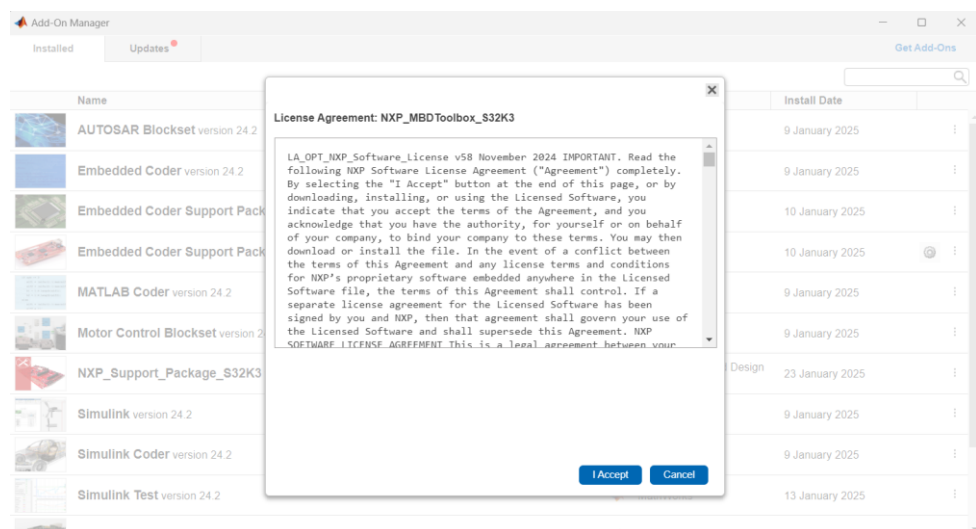 Add-On Manager
Installed
Updates
Get Add-Ons
Name
Install Date
AUTOSAR Blockset version 24.2
9 January 2025
Embedded Coder version 24.2
9 January 2025
Embedded Coder Support Pack
10 January 2025
Embedded Coder Support Pack
10 January 2025
MATLAB Coder version 24.2
9 January 2025
Motor Control Blockset version 2
9 January 2025
NXP_Support_Package_S32K3
l Design
23 January 2025
Simulink version 24.2
9 January 2025
Simulink Coder version 24.2
9 January 2025
Simulink Test version 24.2
13 January 2025
License Agreement: NXP_MBDToolbox_S32K3
LA_OPT_NXP_Software_License v58 November 2024 IMPORTANT. Read the
following NXP Software License Agreement ("Agreement") completely.
By selecting the "I Accept" button at the end of this page, or by
downloading, installing, or using the Licensed Software, you
indicate that you accept the terms of the Agreement, and you
acknowledge that you have the authority, for yourself or on behalf
of your company, to bind your company to these terms. You may then
download or install the file. In the event of a conflict between
the terms of this Agreement and any license terms and conditions
for NXP's proprietary software embedded anywhere in the Licensed
Software file, the terms of this Agreement shall control. If a
separate license agreement for the Licensed Software has been
signed by you and NXP, then that agreement shall govern your use of
the Licensed Software and shall supersede this Agreement. NXP
SOFTWARE LICENSE AGREEMENT This is a legal agreement between your
I Accept
Cancel